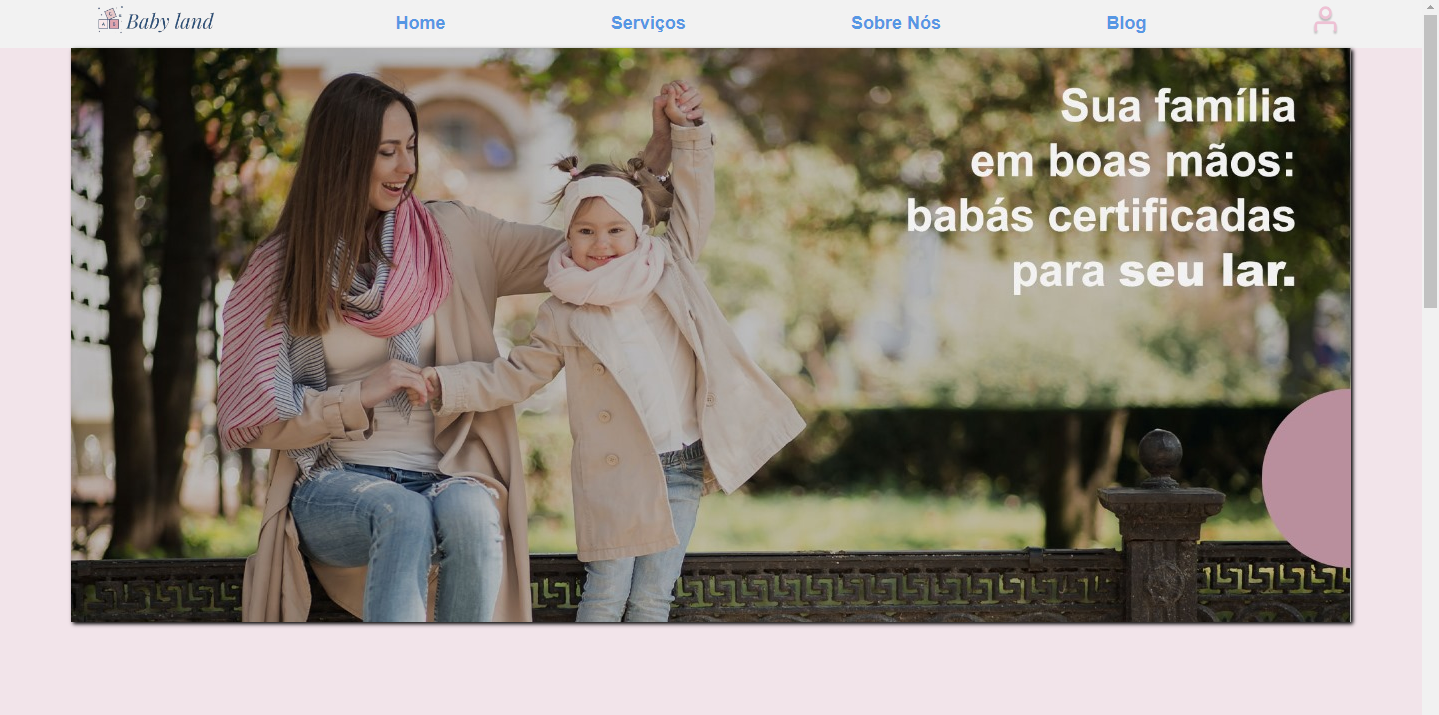 Baby land
Home
Serviços
Sobre Nós
Blog
Sua família
em boas mãos:
babás certificadas
para seu lar.